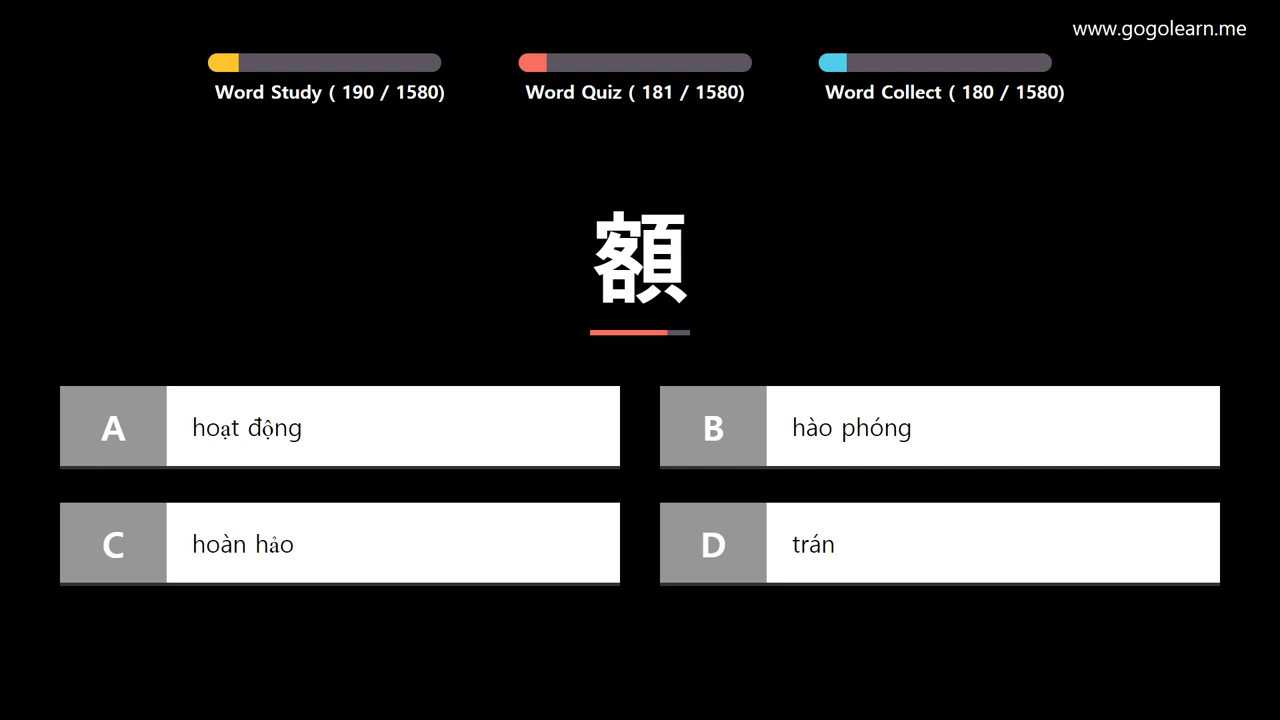 www.gogolearn.me
Word Study ( 190 / 1580)
Word Quiz ( 181 / 1580)
Word Collect ( 180 / 1580)
額
A hoạt động
B hào phóng
C hoàn hảo
D trán